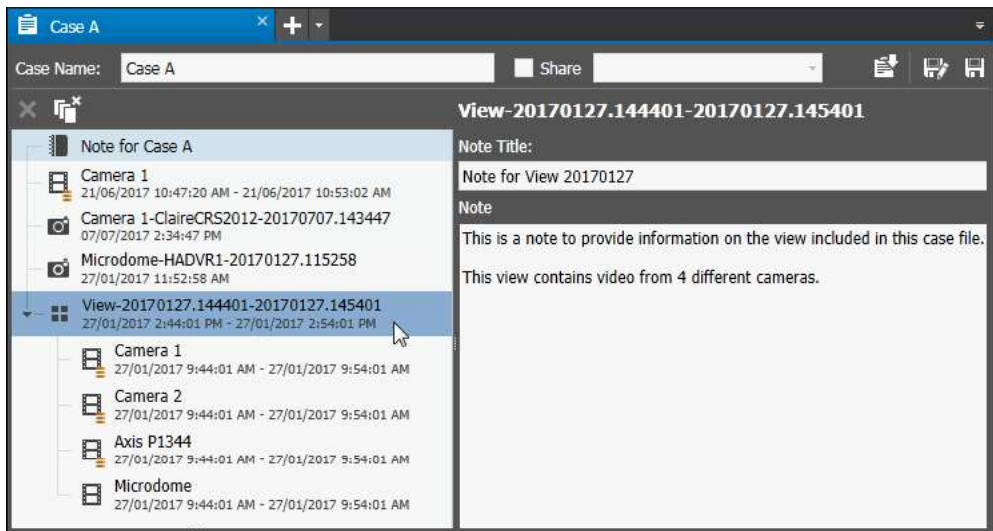 Case A
Case Name: Case A Share
View-20170127.144401-20170127.145401
Note for Case A
Note Title:
Camera 1
21/06/2017 10:47:20 AM - 21/06/2017 10:53:02 AM
Note for View 20170127
Camera 1-ClaireCRS2012-20170707.143447
07/07/2017 2:34:47 PM
Note
Microdome-HADVR1-20170127.115258
27/01/2017 11:52:58 AM
This is a note to provide information on the view included in this case file.
This view contains video from 4 different cameras.
View-20170127.144401-20170127.145401
27/01/2017 2:44:01 PM - 27/01/2017 2:54:01 PM
Camera 1
27/01/2017 9:44:01 AM - 27/01/2017 9:54:01 AM
Camera 2
27/01/2017 9:44:01 AM - 27/01/2017 9:54:01 AM
Axis P1344
27/01/2017 9:44:01 AM - 27/01/2017 9:54:01 AM
Microdome
27/01/2017 9:44:01 AM - 27/01/2017 9:54:01 AM